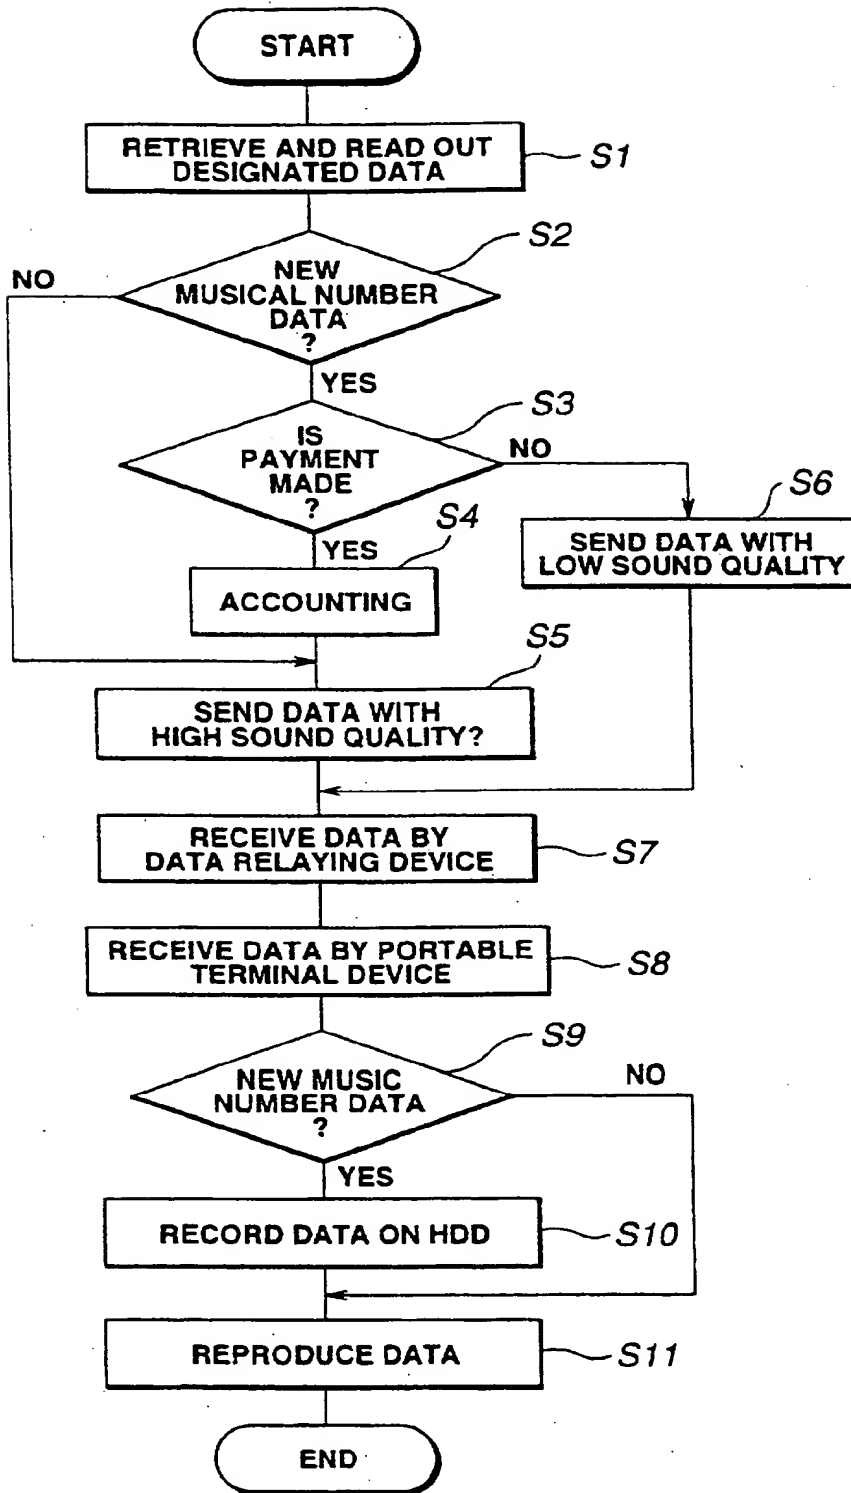 START
RETRIEVE AND READ OUT
DESIGNATED DATA
S1
S2
NO
NEW
MUSICAL NUMBER
DATA
?
YES
S3
IS
PAYMENT
MADE
?
NO
S6
S4
YES
SEND DATA WITH
LOW SOUND QUALITY
ACCOUNTING
S5
SEND DATA WITH
HIGH SOUND QUALITY?
RECEIVE DATA BY
DATA RELAYING DEVICE
S7
RECEIVE DATA BY PORTABLE
TERMINAL DEVICE
S8
S9
NEW MUSIC
NUMBER DATA
?
NO
YES
RECORD DATA ON HDD
S10
REPRODUCE DATA
S11
END